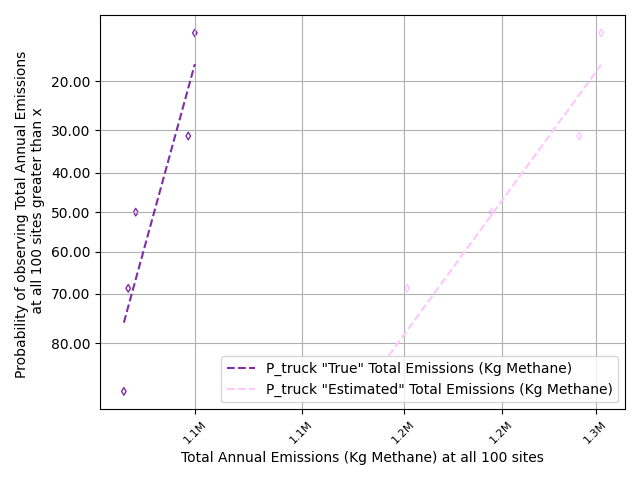 Probability of observing Total Annual Emissions
at all 100 sites greater than x
20.00
30.00
40.00
50.00
60.00
70.00
80.00
P_truck "True" Total Emissions (Kg Methane)
P_truck "Estimated" Total Emissions (Kg Methane)
1.1M
1.1M
1.2M
1.2M
1.3M
Total Annual Emissions (Kg Methane) at all 100 sites